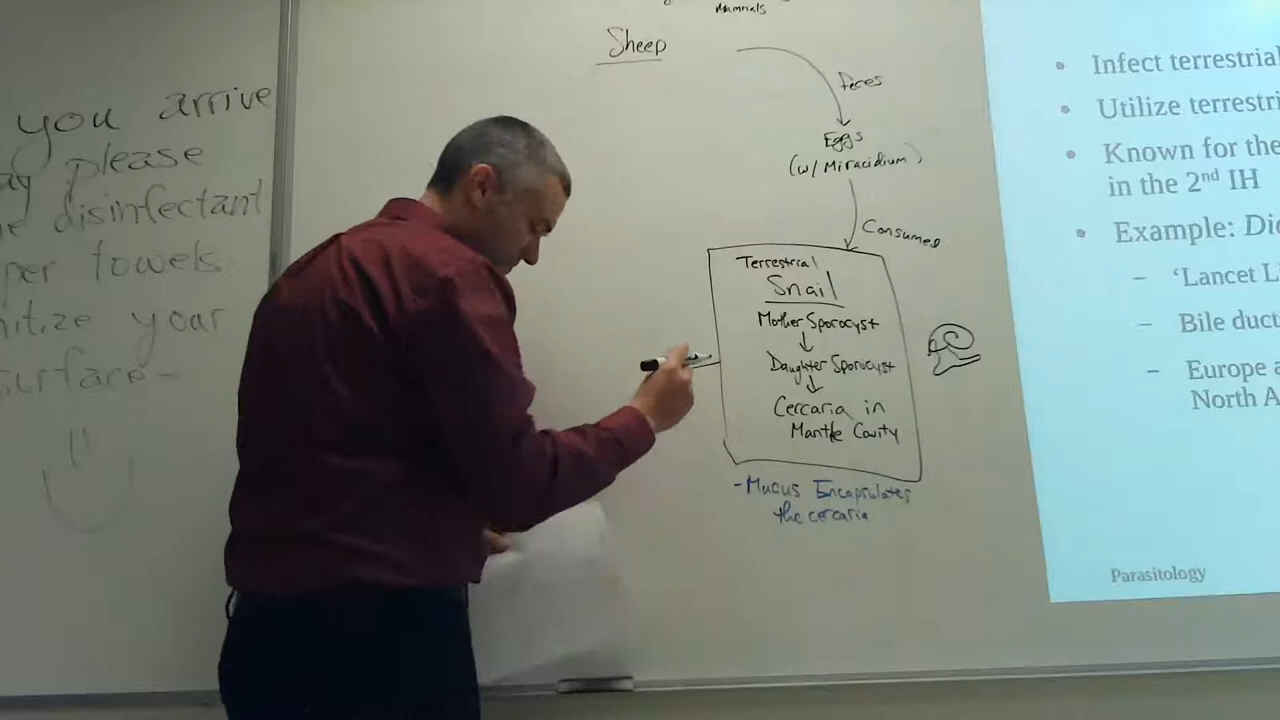 you arrive
please
disinfectant
towels
your
surface-
Mammals
Sheep
feces
Eggs
(w/ Miracidium)
Consumed
Terrestrial
Snail
Mother Sporocyst
Daughter Sporocyst
Cercaria in
Mantle Cavity
-Mucus Encapsulates
the cercaria
• Infect terrestrial
• Utilize terrestri
• Known for the
in the 2nd IH
• Example: Dic
– ‘Lancet Li
– Bile duct
– Europe a
North A
Parasitology